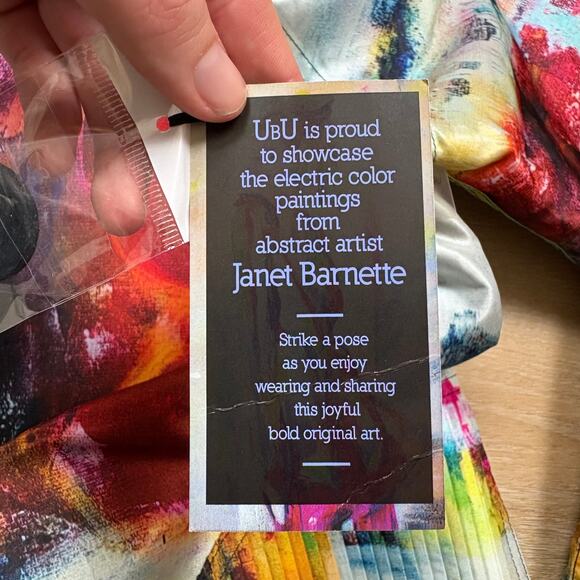 UBU is proud
to showcase
the electric color
paintings
from
abstract artist
Janet Barnette
Strike a pose
as you enjoy
wearing and sharing
this joyful
bold original art.